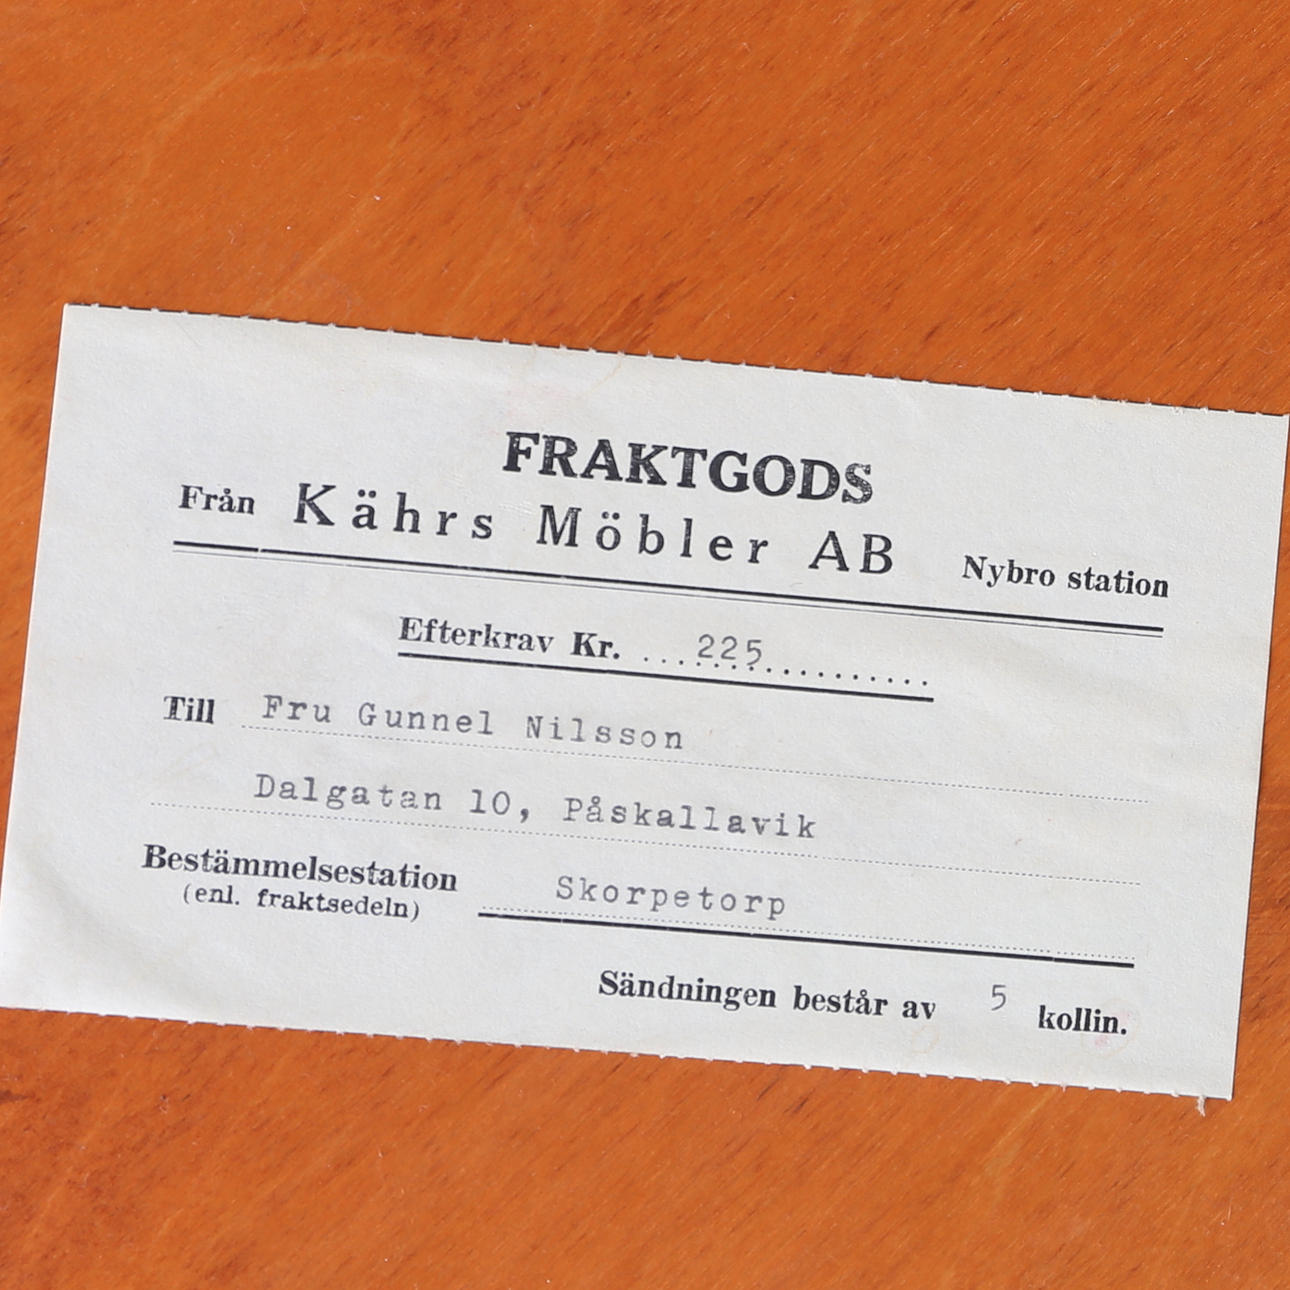 FRAKTGODS
Från Kährs Möbler AB Nybro station
Efterkrav Kr. ....225............
Till Fru Gunnel Nilsson
Dalgatan 10, Påskallavik
Bestämmelsestation Skorpetorp
(enl. fraktsedeln)
Sändningen består av 5 kollin.